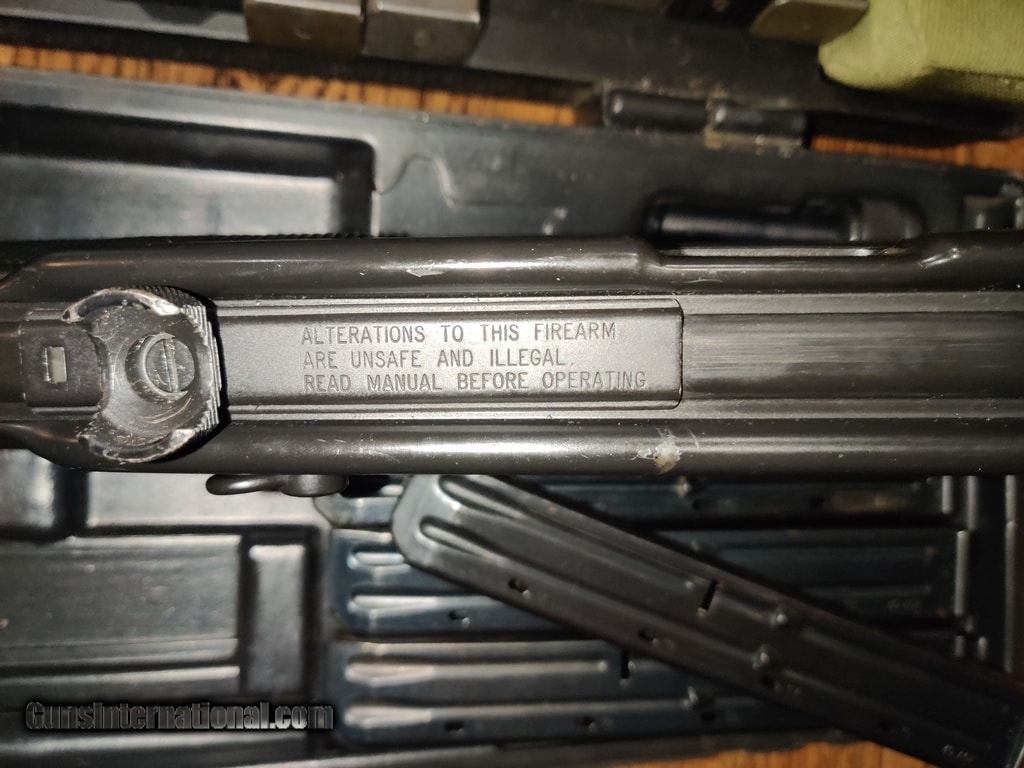 ALTERATIONS TO THIS FIREARM
ARE UNSAFE AND ILLEGAL.
READ MANUAL BEFORE OPERATING
GunsInternational.com